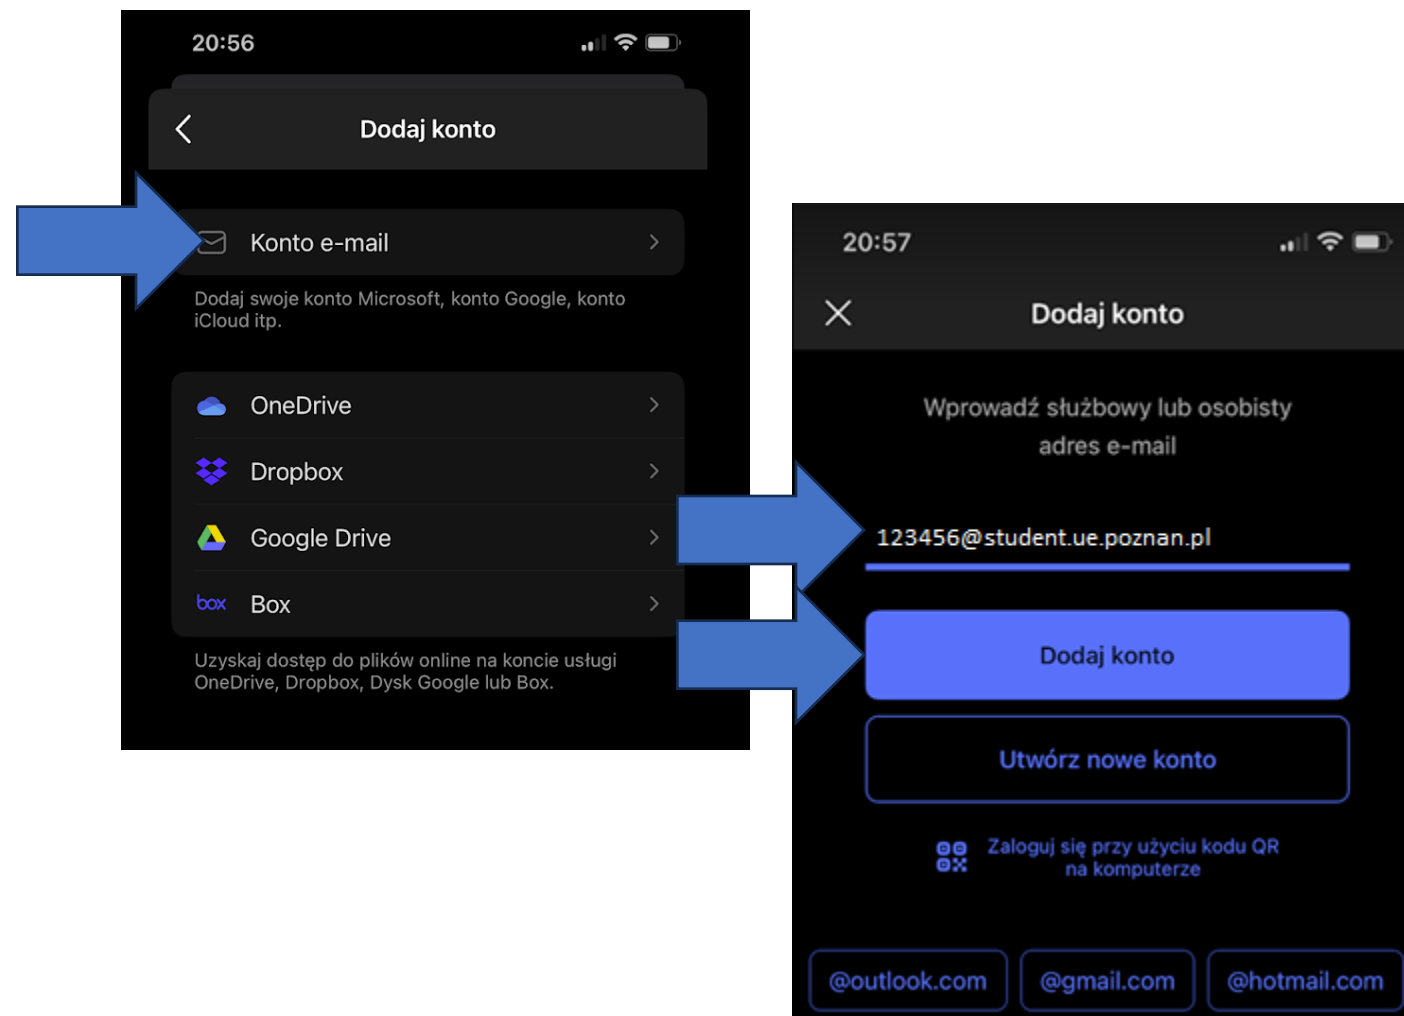 20:56
Dodaj konto
Konto e-mail
Dodaj swoje konto Microsoft, konto Google, konto
iCloud itp.
OneDrive
Dropbox
Google Drive
box Box
Uzyskaj dostęp do plików online na koncie usługi
OneDrive, Dropbox, Dysk Google lub Box.
20:57
Dodaj konto
Wprowadź służbowy lub osobisty
adres e-mail
123456@student.ue.poznan.pl
Dodaj konto
Utwórz nowe konto
Zaloguj się przy użyciu kodu QR
na komputerze
@outlook.com @gmail.com @hotmail.com